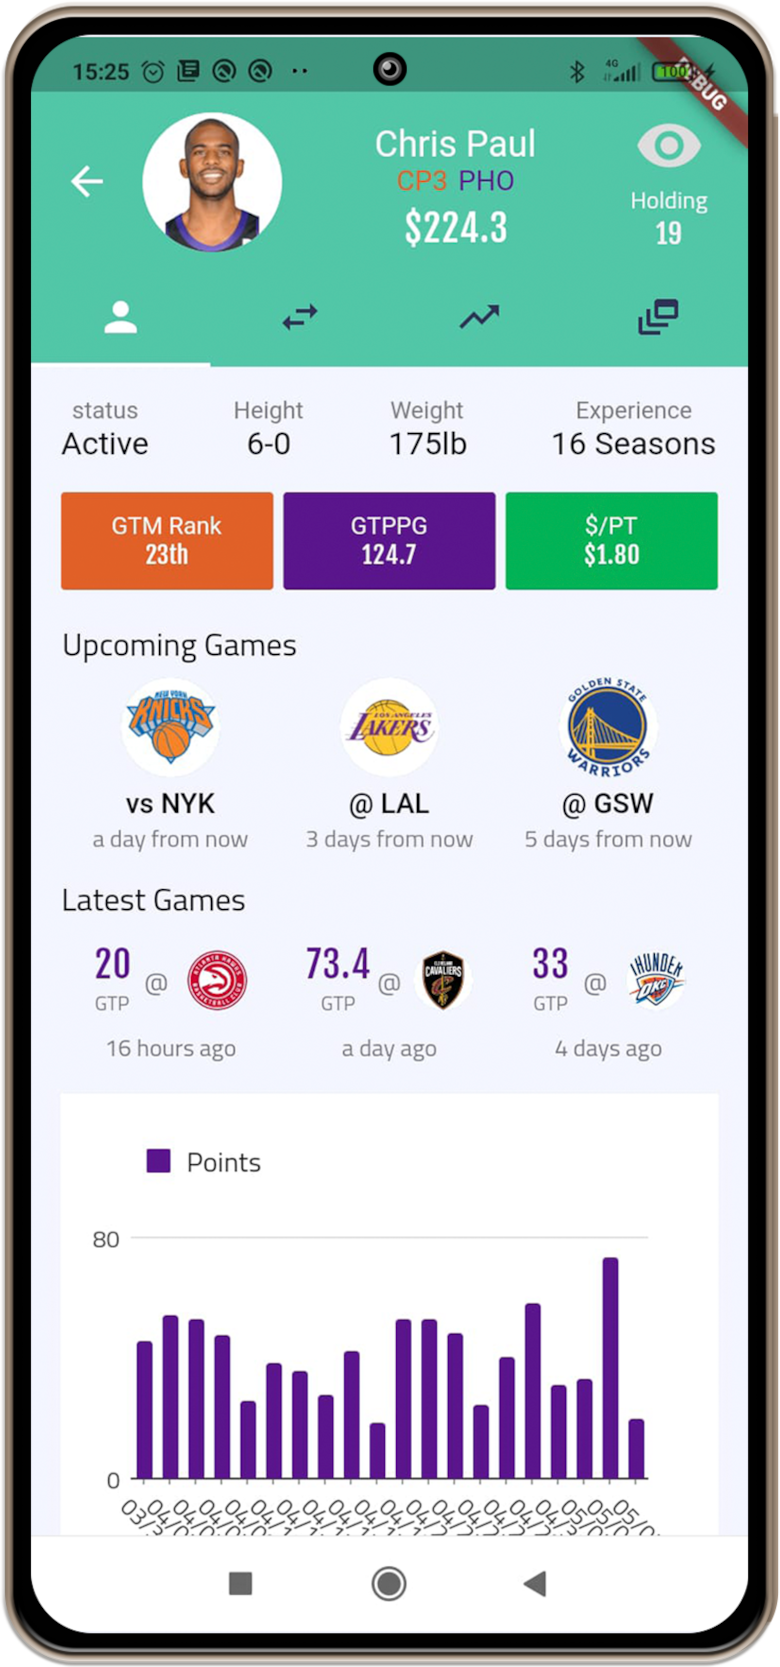 15:25
4G
100
DEBUG
Chris Paul
CP3 PHO
$224.3
Holding
19
status
Active
Height
6-0
Weight
175lb
Experience
16 Seasons
GTM Rank
23th
GTPPG
124.7
$/PT
$1.80
Upcoming Games
NEW YORK
KNICKS
LOS ANGELES
LAKERS
GOLDEN STATE
WARRIORS
vs NYK
@ LAL
@ GSW
a day from now
3 days from now
5 days from now
Latest Games
20
GTP
@
ATLANTA HAWKS
BASKETBALL CLUB
16 hours ago
73.4
GTP
@
CLEVELAND
CAVALIERS
a day ago
33
GTP
@
THUNDER
OKC
4 days ago
Points
80
0